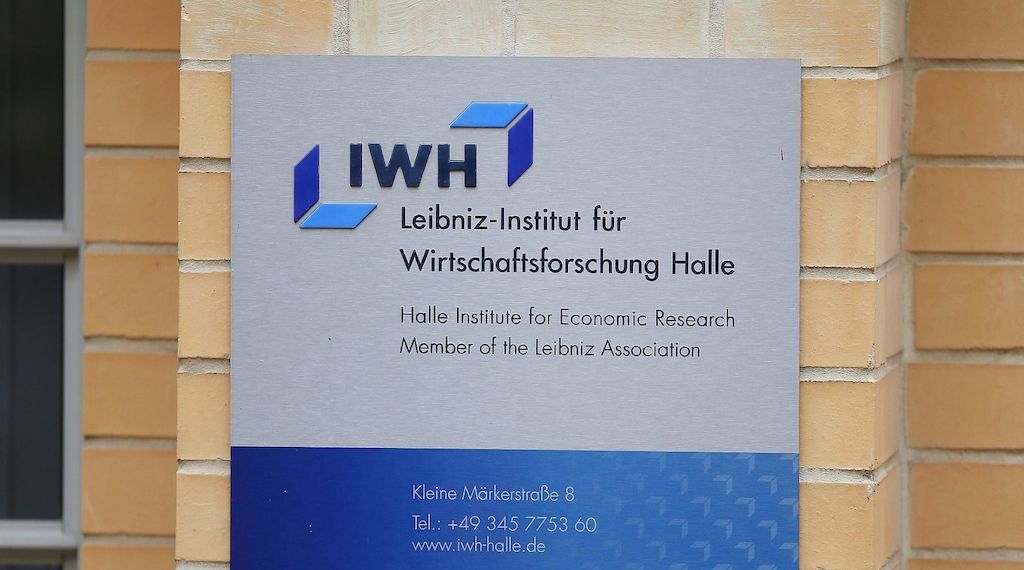 IWH
Leibniz-Institut für
Wirtschaftsforschung Halle
Halle Institute for Economic Research
Member of the Leibniz Association
Kleine Märkerstraße 8
Tel.: +49 345 7753 60
www.iwh-halle.de